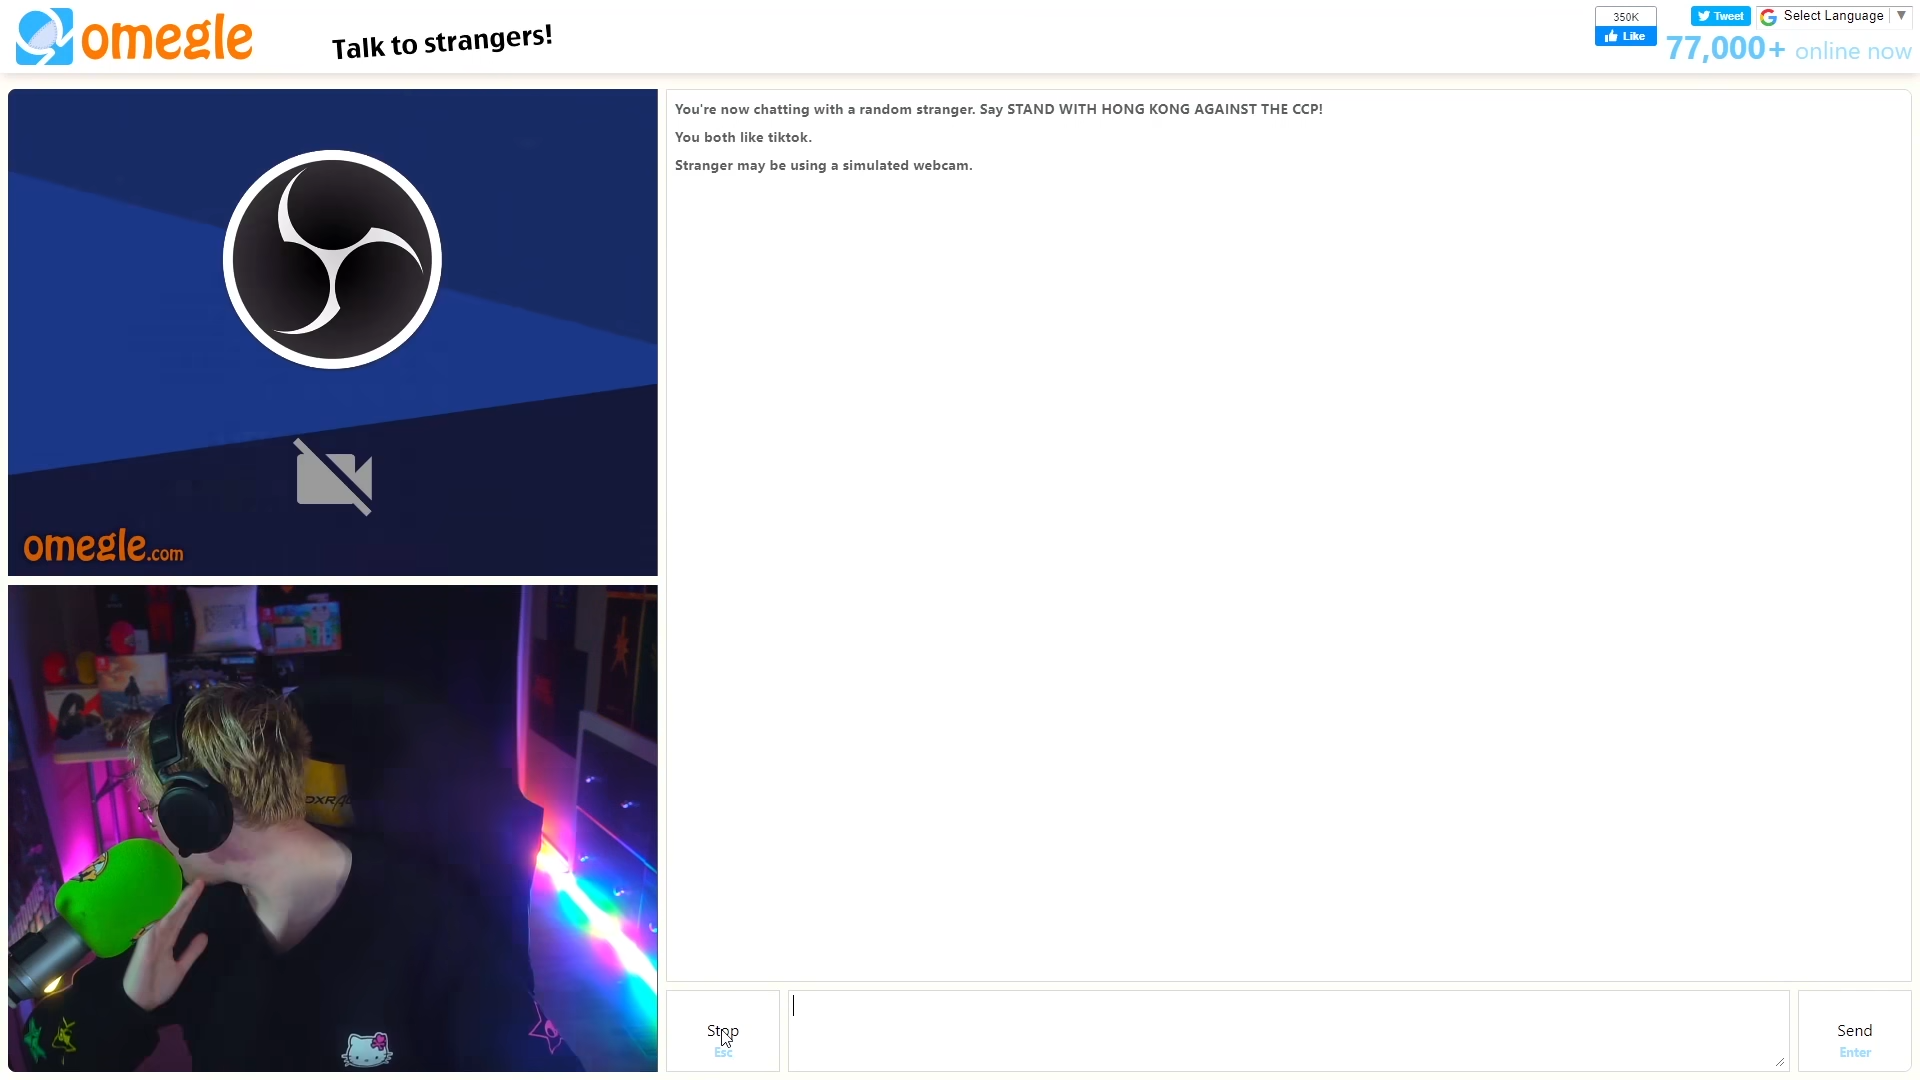 omegle
Talk to strangers!
350K
Like
Tweet
Select Language
77,000+ online now
You're now chatting with a random stranger. Say STAND WITH HONG KONG AGAINST THE CCP!
You both like tiktok.
Stranger may be using a simulated webcam.
omegle.com
DXRA
Stop
Esc
Send
Enter